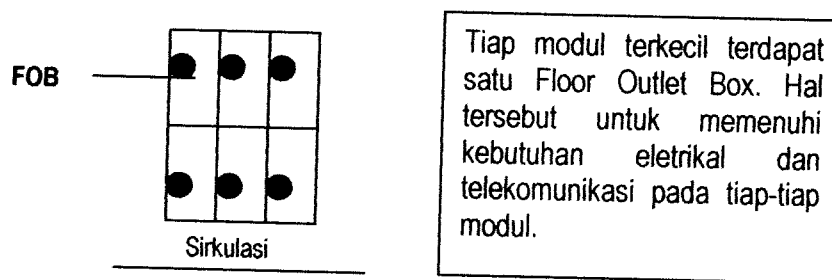 FOB
Sirkulasi
Tiap modul terkecil terdapat
satu Floor Outlet Box. Hal
tersebut untuk memenuhi
kebutuhan eletrikal dan
telekomunikasi pada tiap-tiap
modul.